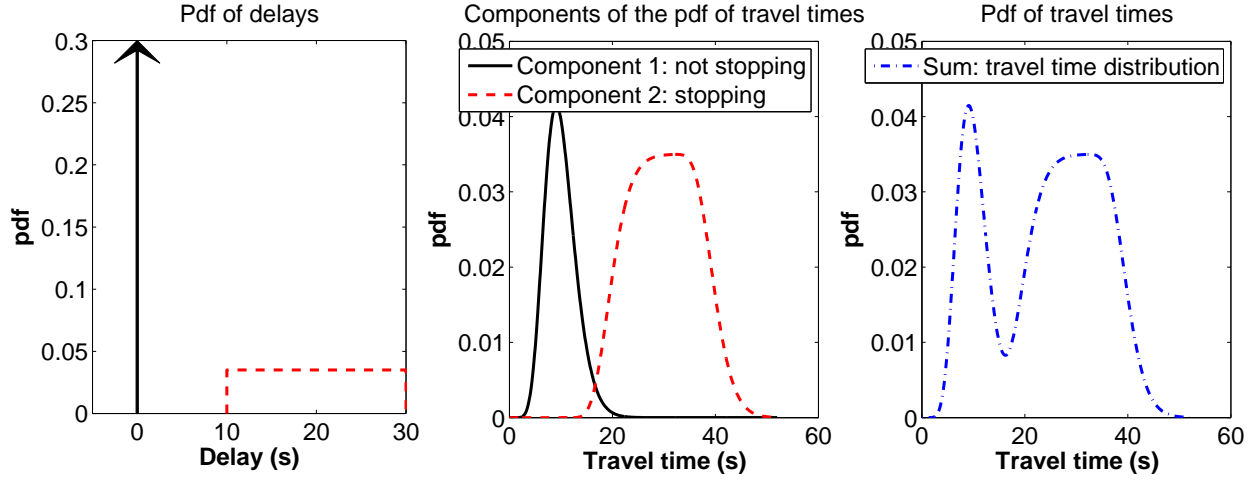 Pdf of delays
0.3
0.25
0.2
0.15
0.1
0.05
0
0 10 20 30
Delay (s)
pdf
Components of the pdf of travel times
Component 1: not stopping
Component 2: stopping
0.05
0.04
0.03
0.02
0.01
0
0 20 40 60
Travel time (s)
pdf
Pdf of travel times
Sum: travel time distribution
0.05
0.04
0.03
0.02
0.01
0
0 20 40 60
Travel time (s)
pdf